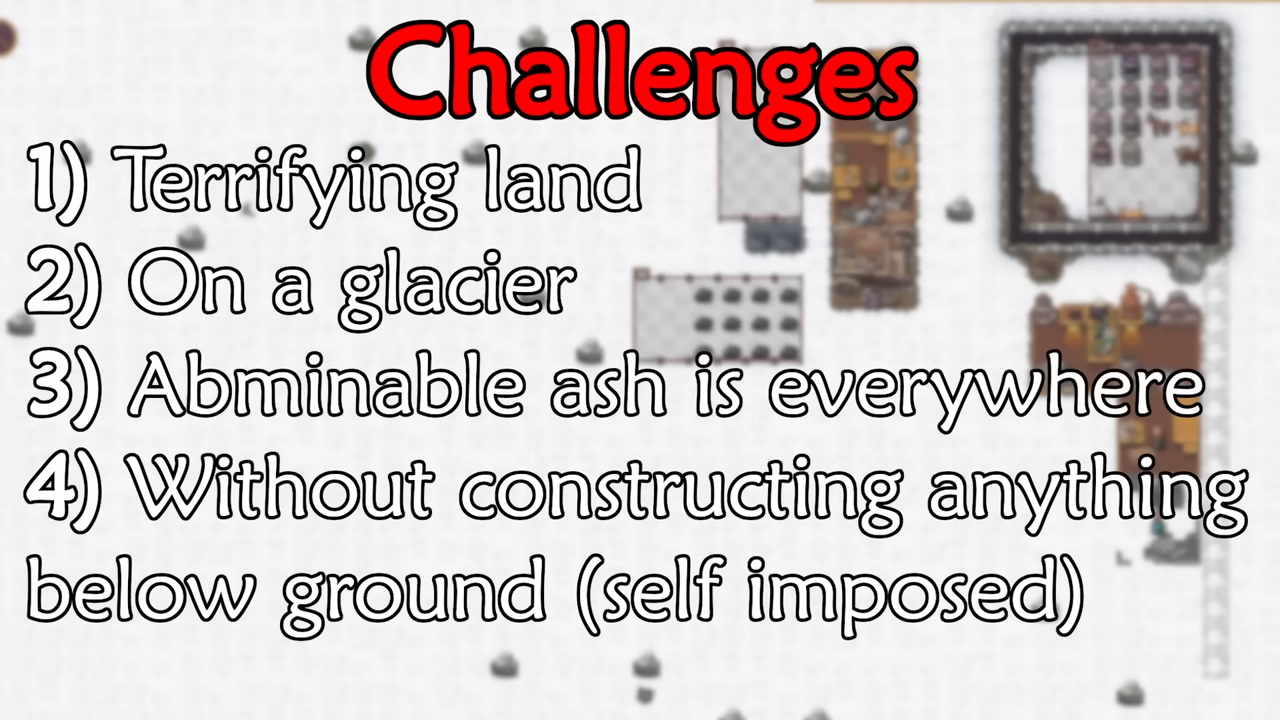 Challenges
1) Terrifying land
2) On a glacier
3) Abminable ash is everywhere
4) Without constructing anything
below ground (self imposed)